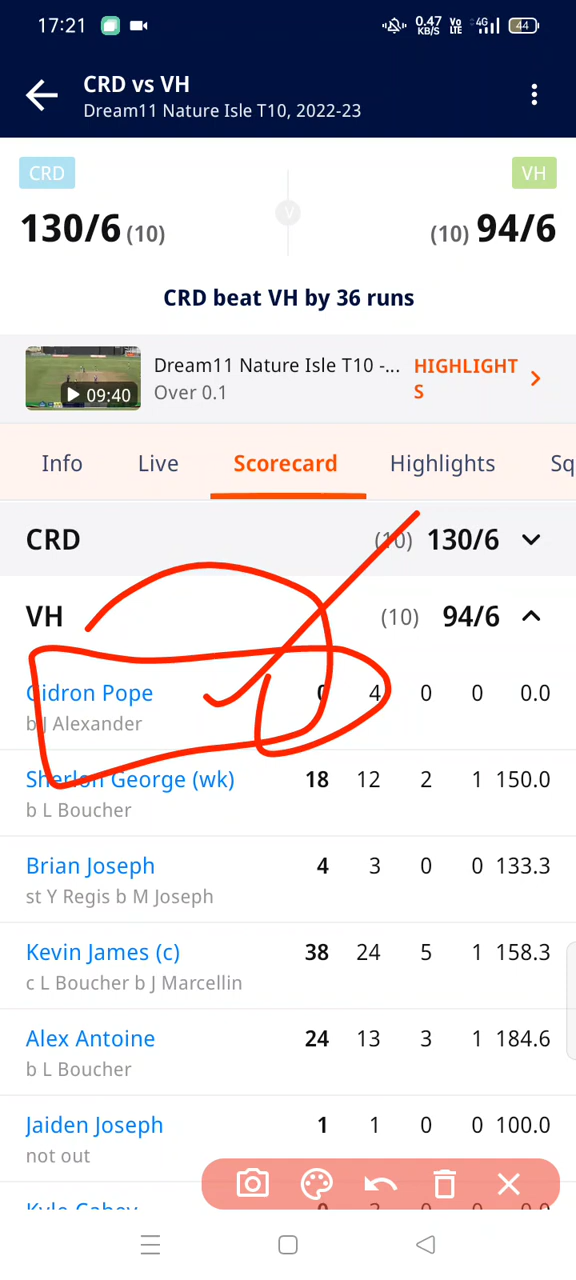 17:21 0.47 KB/S Vo LTE 4G 44
CRD vs VH
Dream11 Nature Isle T10, 2022-23
CRD VH
130/6 (10) V (10) 94/6
CRD beat VH by 36 runs
Dream11 Nature Isle T10 -... HIGHLIGHT
Over 0.1 S
09:40
Info Live Scorecard Highlights Sq
CRD (10) 130/6
VH (10) 94/6
Gidron Pope 0 4 0 0 0.0
b J Alexander
Sherlon George (wk) 18 12 2 1 150.0
b L Boucher
Brian Joseph 4 3 0 0 133.3
st Y Regis b M Joseph
Kevin James (c) 38 24 5 1 158.3
c L Boucher b J Marcellin
Alex Antoine 24 13 3 1 184.6
b L Boucher
Jaiden Joseph 1 1 0 0 100.0
not out